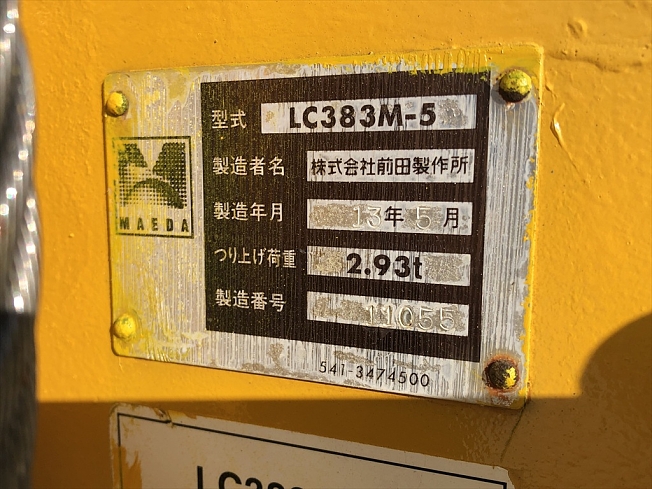 型式 LC383M-5
製造者名 株式会社前田製作所
MAEDA
製造年月 13年5月
つり上げ荷重 2.93t
製造番号 11055
541-3474500